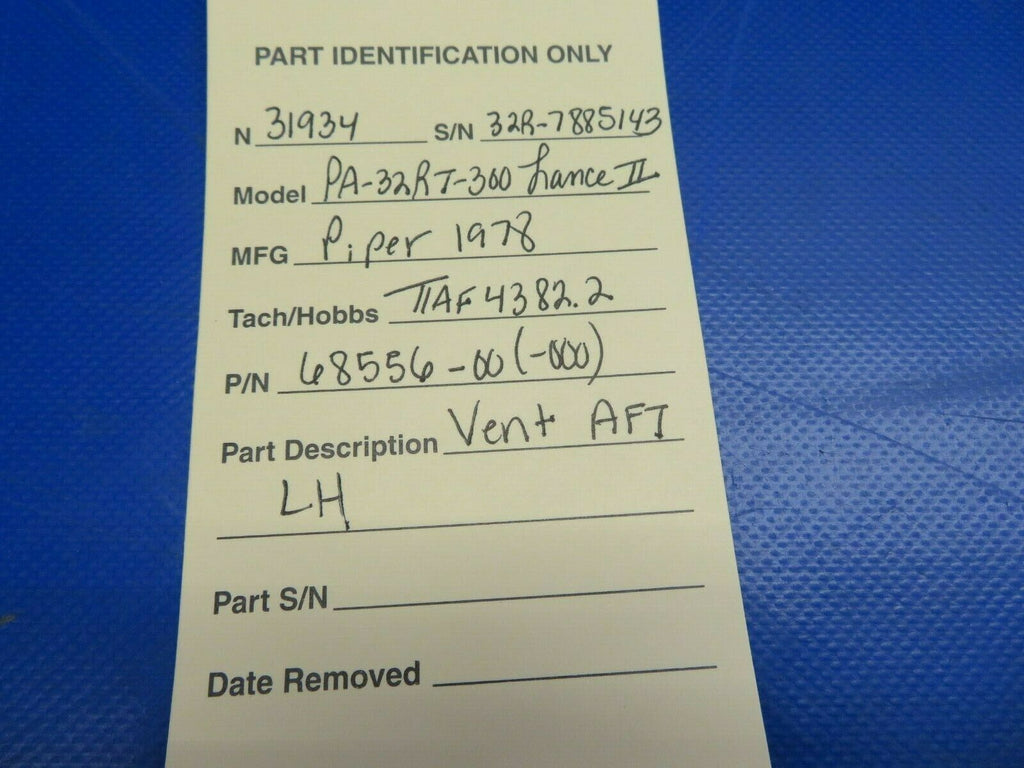 PART IDENTIFICATION ONLY
N 31934 S/N 32R-7885143
Model PA-32RT-300 Lance II
MFG Piper 1978
Tach/Hobbs TTAF 4382.2
P/N 68556-00 (-000)
Part Description Vent AFT
LH
Part S/N
Date Removed